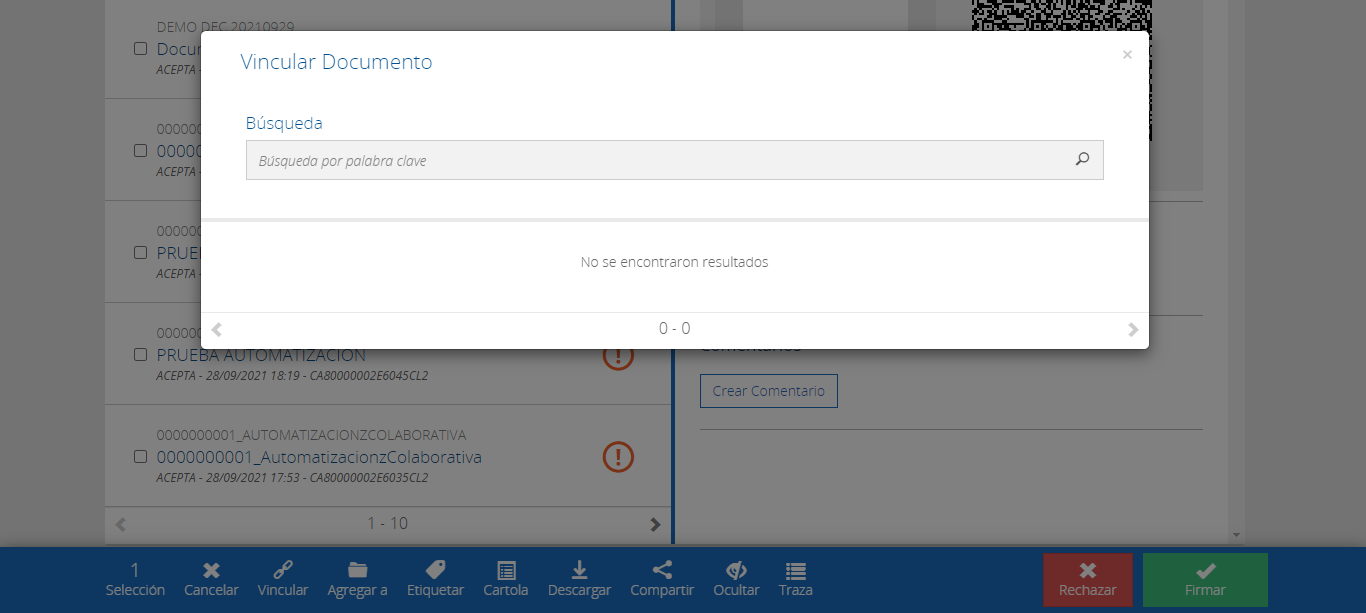 DEMO DEC 20210929
ACEPTA -
Vincular Documento
×
Búsqueda
Búsqueda por palabra clave
No se encontraron resultados
0 - 0
PRUEBA AUTOMATIZACION
ACEPTA - 28/09/2021 18:19 - CA80000002E6045CL2
Comentarios
Crear Comentario
0000000001_AUTOMATIZACIONZCOLABORATIVA
0000000001_AutomatizacionzColaborativa
ACEPTA - 28/09/2021 17:53 - CA80000002E6035CL2
1 - 10
1
Selección
Cancelar
Vincular
Agregar a
Etiquetar
Cartola
Descargar
Compartir
Ocultar
Traza
Rechazar
Firmar